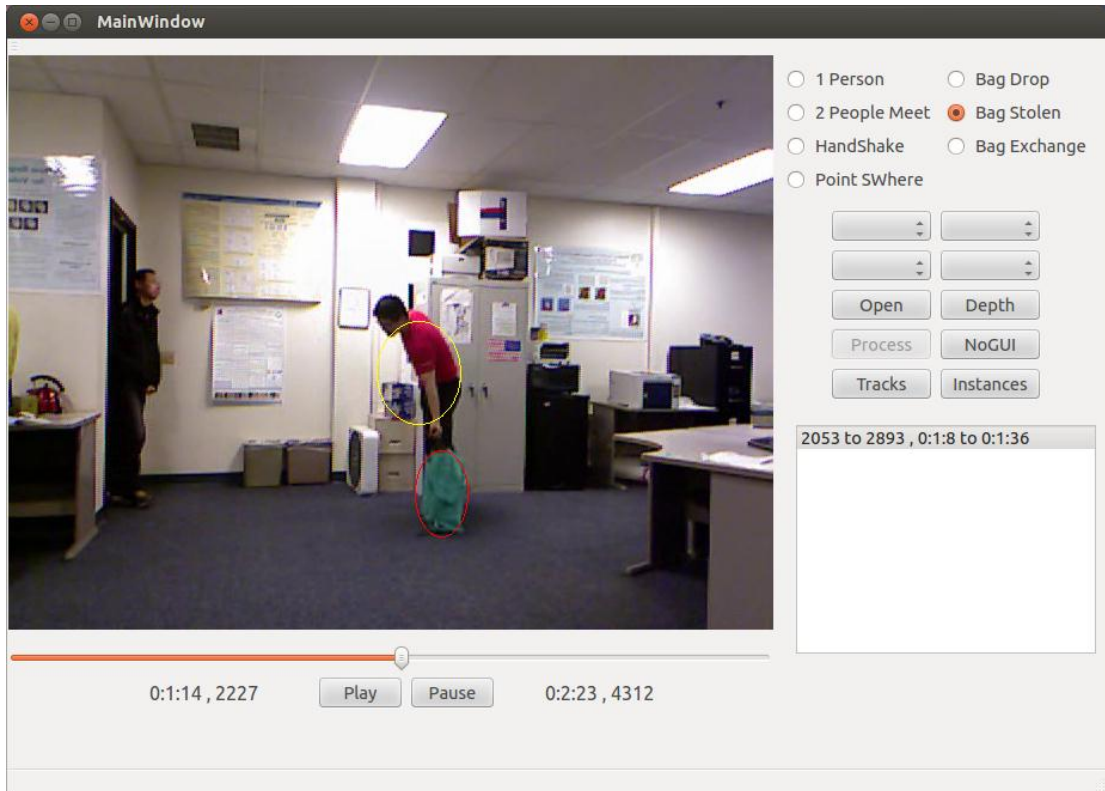 MainWindow
1 Person
Bag Drop
2 People Meet
Bag Stolen
HandShake
Bag Exchange
Point SWhere
Open
Depth
Process
NoGUI
Tracks
Instances
2053 to 2893 , 0:1:8 to 0:1:36
0:1:14 , 2227
Play
Pause
0:2:23 , 4312